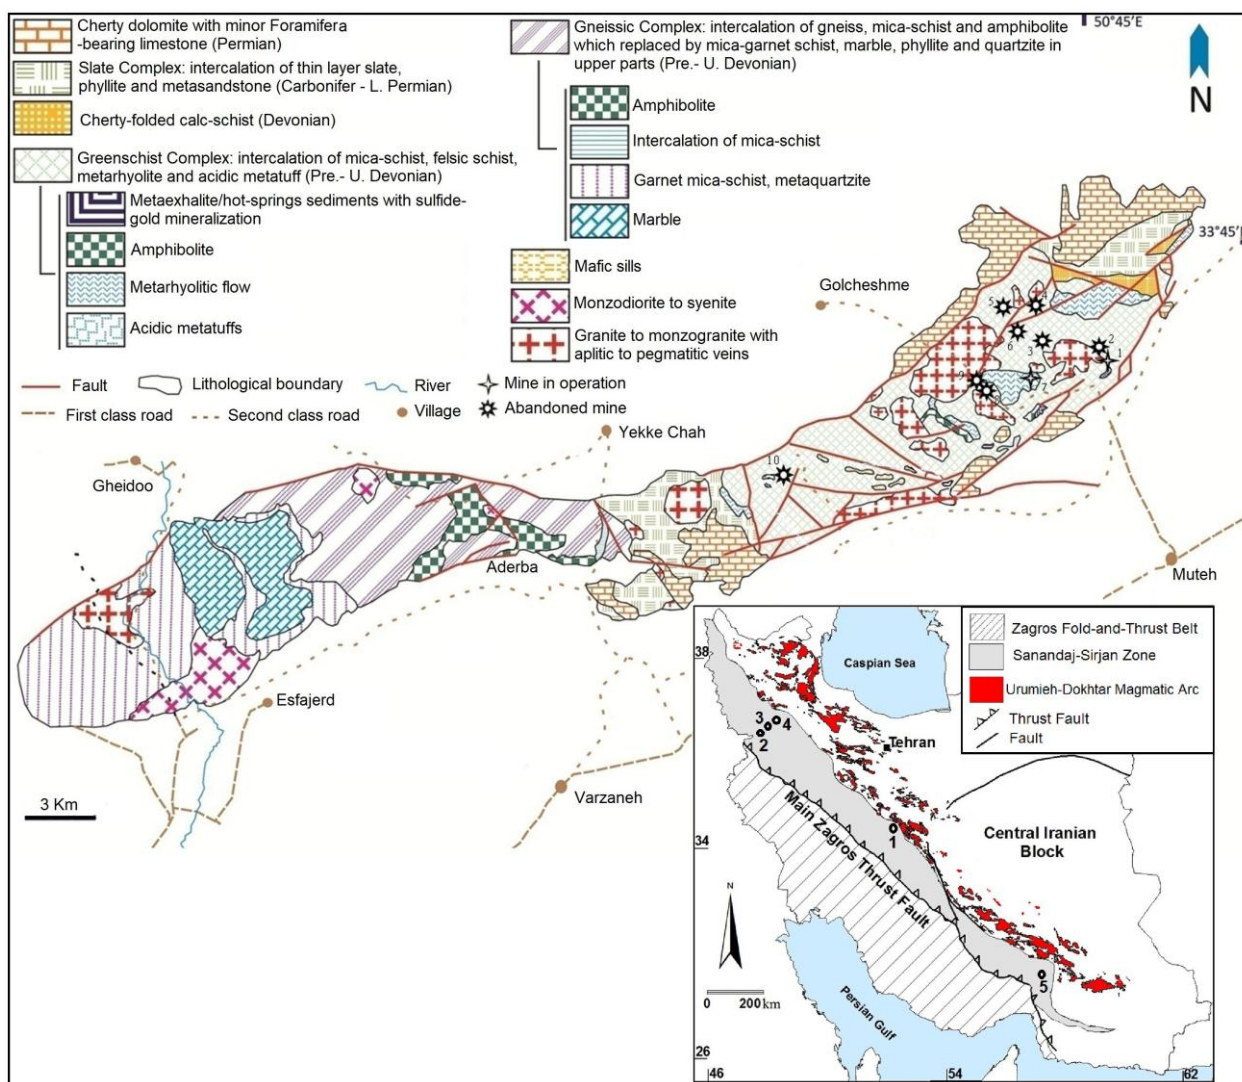 Cherty dolomite with minor Foramifera
-bearing limestone (Permian)
Slate Complex: intercalation of thin layer slate,
phyllite and metasandstone (Carbonifer - L. Permian)
Cherty-folded calc-schist (Devonian)
Greenschist Complex: intercalation of mica-schist, felsic schist,
metarhyolite and acidic metatuff (Pre.- U. Devonian)
Metaexhalite/hot-springs sediments with sulfide-
gold mineralization
Amphibolite
Metarhyolitic flow
Acidic metatuffs
Gneissic Complex: intercalation of gneiss, mica-schist and amphibolite
which replaced by mica-garnet schist, marble, phyllite and quartzite in
upper parts (Pre.- U. Devonian)
Amphibolite
Intercalation of mica-schist
Garnet mica-schist, metaquartzite
Marble
Mafic sills
Monzodiorite to syenite
Granite to monzogranite with
aplitic to pegmatitic veins
Fault
Lithological boundary
River
Mine in operation
First class road
Second class road
Village
Abandoned mine
50°45'E
N
33°45'E
Golcheshme
5
4
6
3
2
1
9
7
10
Yekke Chah
Gheidoo
Aderba
Muteh
Esfajerd
Varzaneh
3 Km
Zagros Fold-and-Thrust Belt
Sanandaj-Sirjan Zone
Urumieh-Dokhtar Magmatic Arc
Thrust Fault
Fault
38
Caspian Sea
3
4
2
Tehran
Main Zagros Thrust Fault
1
Central Iranian
Block
34
N
5
0
200 km
Persian Gulf
26
46
54
62